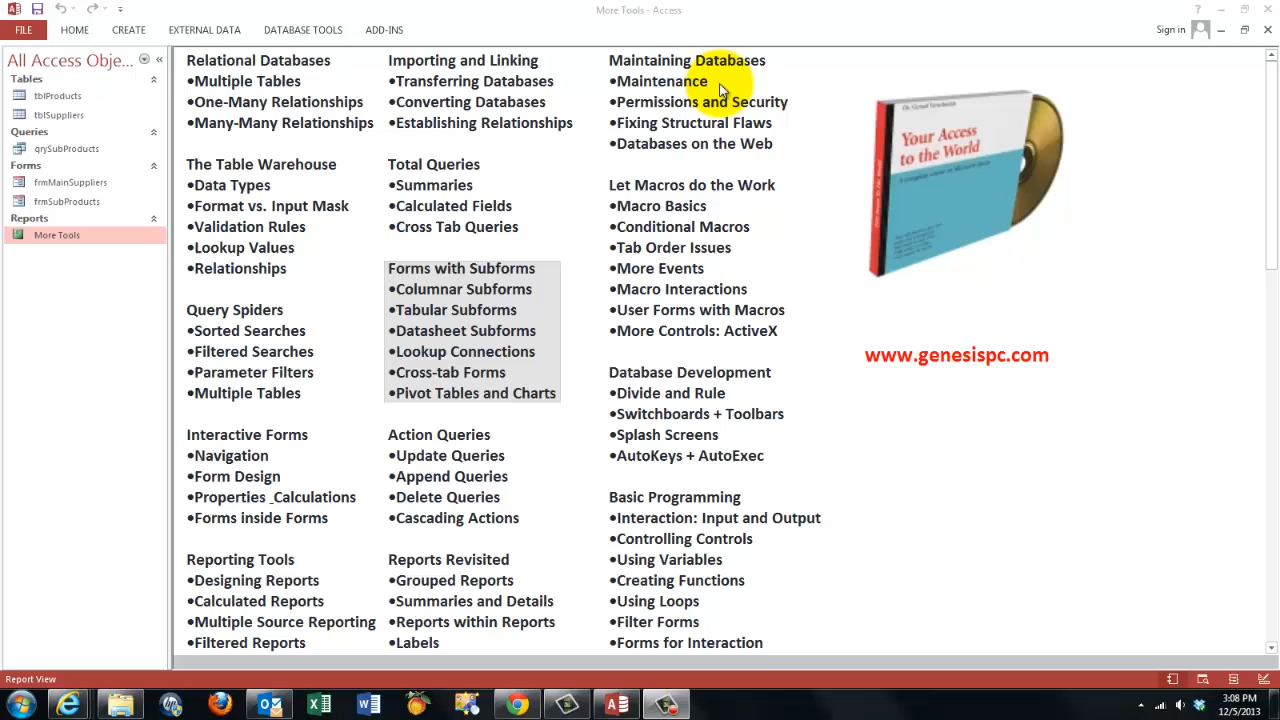 More Tools - Access
FILE
HOME
CREATE
EXTERNAL DATA
DATABASE TOOLS
ADD-INS
Sign in
All Access Obje... «
Tables
tblProducts
tblSuppliers
Queries
qrySubProducts
Forms
frmMainSuppliers
frmSubProducts
Reports
More Tools
Relational Databases
•Multiple Tables
•One-Many Relationships
•Many-Many Relationships
The Table Warehouse
•Data Types
•Format vs. Input Mask
•Validation Rules
•Lookup Values
•Relationships
Query Spiders
•Sorted Searches
•Filtered Searches
•Parameter Filters
•Multiple Tables
Interactive Forms
•Navigation
•Form Design
•Properties _Calculations
•Forms inside Forms
Reporting Tools
•Designing Reports
•Calculated Reports
•Multiple Source Reporting
•Filtered Reports
Importing and Linking
•Transferring Databases
•Converting Databases
•Establishing Relationships
Total Queries
•Summaries
•Calculated Fields
•Cross Tab Queries
Forms with Subforms
•Columnar Subforms
•Tabular Subforms
•Datasheet Subforms
•Lookup Connections
•Cross-tab Forms
•Pivot Tables and Charts
Action Queries
•Update Queries
•Append Queries
•Delete Queries
•Cascading Actions
Reports Revisited
•Grouped Reports
•Summaries and Details
•Reports within Reports
•Labels
Maintaining Databases
•Maintenance
•Permissions and Security
•Fixing Structural Flaws
•Databases on the Web
Let Macros do the Work
•Macro Basics
•Conditional Macros
•Tab Order Issues
•More Events
•Macro Interactions
•User Forms with Macros
•More Controls: ActiveX
Database Development
•Divide and Rule
•Switchboards + Toolbars
•Splash Screens
•AutoKeys + AutoExec
Basic Programming
•Interaction: Input and Output
•Controlling Controls
•Using Variables
•Creating Functions
•Using Loops
•Filter Forms
•Forms for Interaction
Your Access
to the World
www.genesispc.com
Report View
3:08 PM
12/5/2013